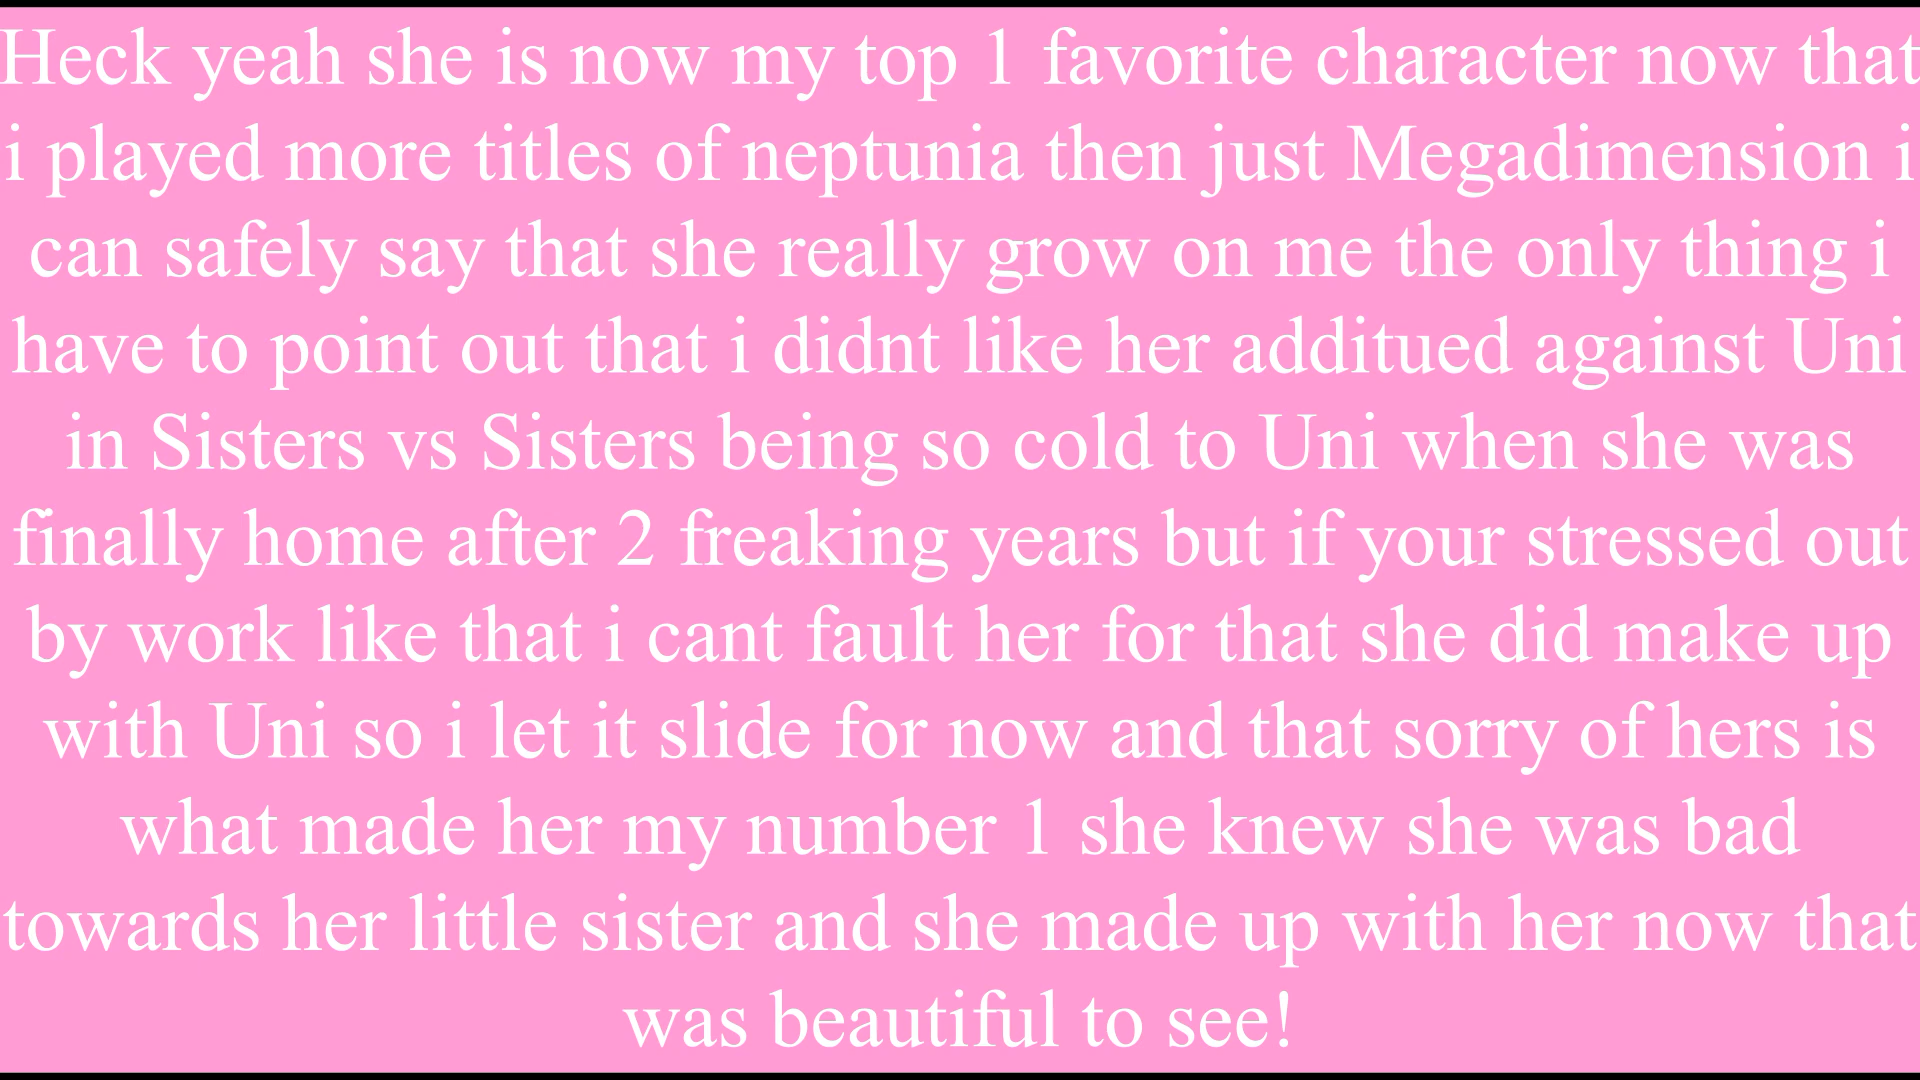 Heck yeah she is now my top 1 favorite character now that
i played more titles of neptunia then just Megadimension i
can safely say that she really grow on me the only thing i
have to point out that i didnt like her additued against Uni
in Sisters vs Sisters being so cold to Uni when she was
finally home after 2 freaking years but if your stressed out
by work like that i cant fault her for that she did make up
with Uni so i let it slide for now and that sorry of hers is
what made her my number 1 she knew she was bad
towards her little sister and she made up with her now that
was beautiful to see!